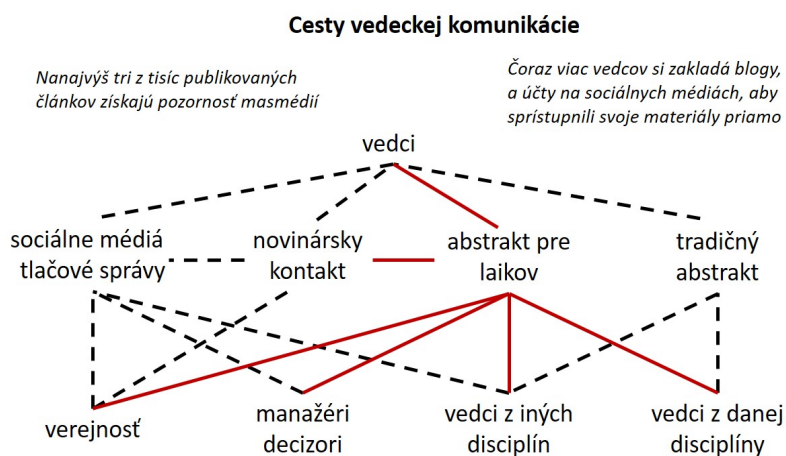 Cesty vedeckej komunikácie
Nanajvýš tri z tisíc publikovaných
článkov získajú pozornosť masmédií
Čoraz viac vedcov si zakladá blogy,
a účty na sociálnych médiách, aby
sprístupnili svoje materiály priamo
vedci
sociálne médiá
tlačové správy
novinársky
kontakt
abstrakt pre
laikov
tradičný
abstrakt
verejnosť
manažéri
decizori
vedci z iných
disciplín
vedci z danej
disciplíny